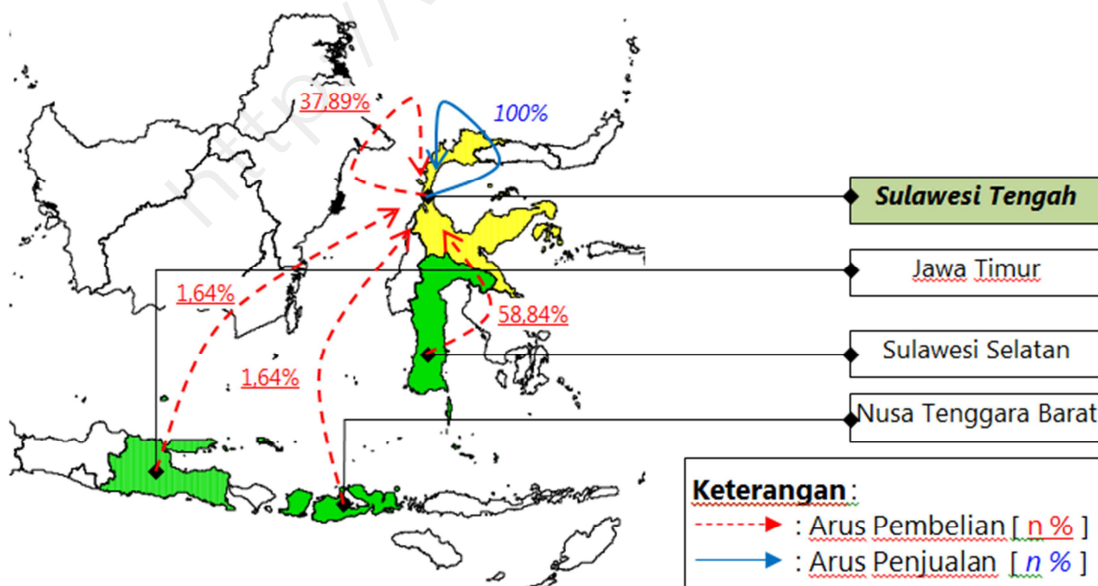 http://
37,89%
100%
Sulawesi Tengah
Jawa Timur
1,64%
58,84%
Sulawesi Selatan
1,64%
Nusa Tenggara Barat
Keterangan :
: Arus Pembelian [ n % ]
: Arus Penjualan [ n % ]